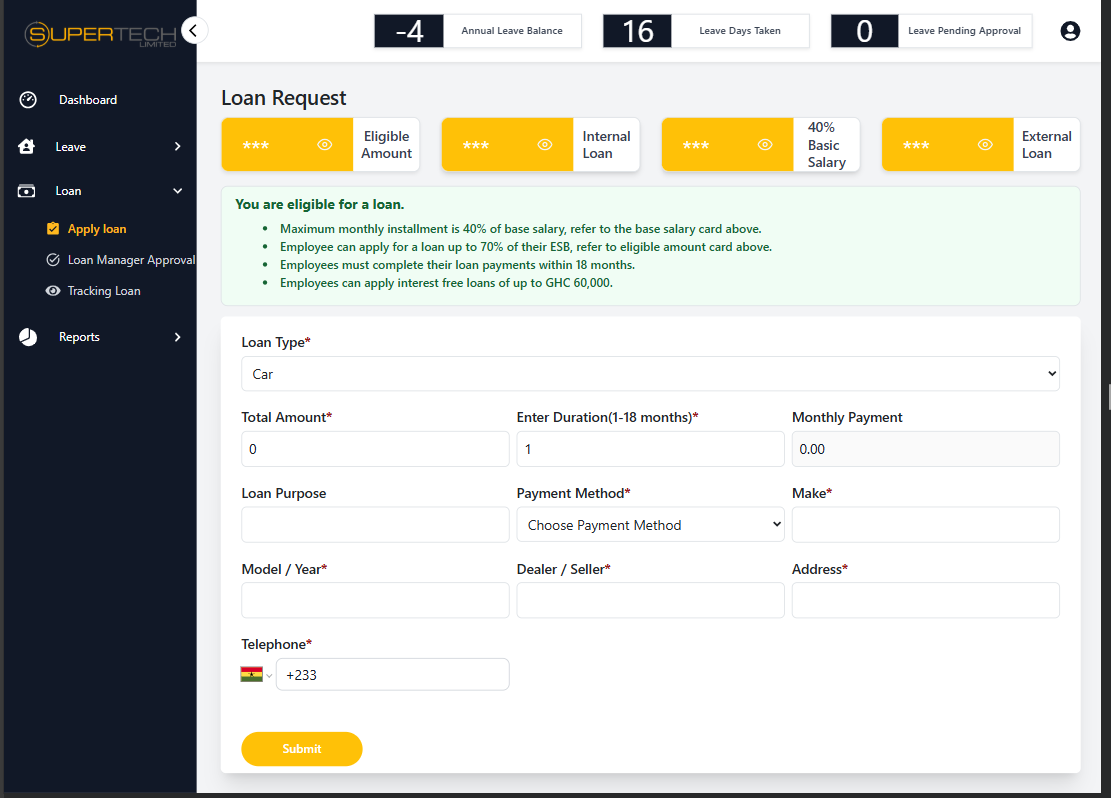 SUPERTECH
LIMITED
-4 Annual Leave Balance
16 Leave Days Taken
0 Leave Pending Approval
Dashboard
Leave
Loan
Apply loan
Loan Manager Approval
Tracking Loan
Reports
Loan Request
*** Eligible
Amount
*** Internal
Loan
*** 40%
Basic
Salary
*** External
Loan
You are eligible for a loan.
• Maximum monthly installment is 40% of base salary, refer to the base salary card above.
• Employee can apply for a loan up to 70% of their ESB, refer to eligible amount card above.
• Employees must complete their loan payments within 18 months.
• Employees can apply interest free loans of up to GHC 60,000.
Loan Type*
Car
Total Amount* Enter Duration(1-18 months)* Monthly Payment
0 1 0.00
Loan Purpose Payment Method* Make*
Choose Payment Method
Model / Year* Dealer / Seller* Address*
Telephone*
+233
Submit